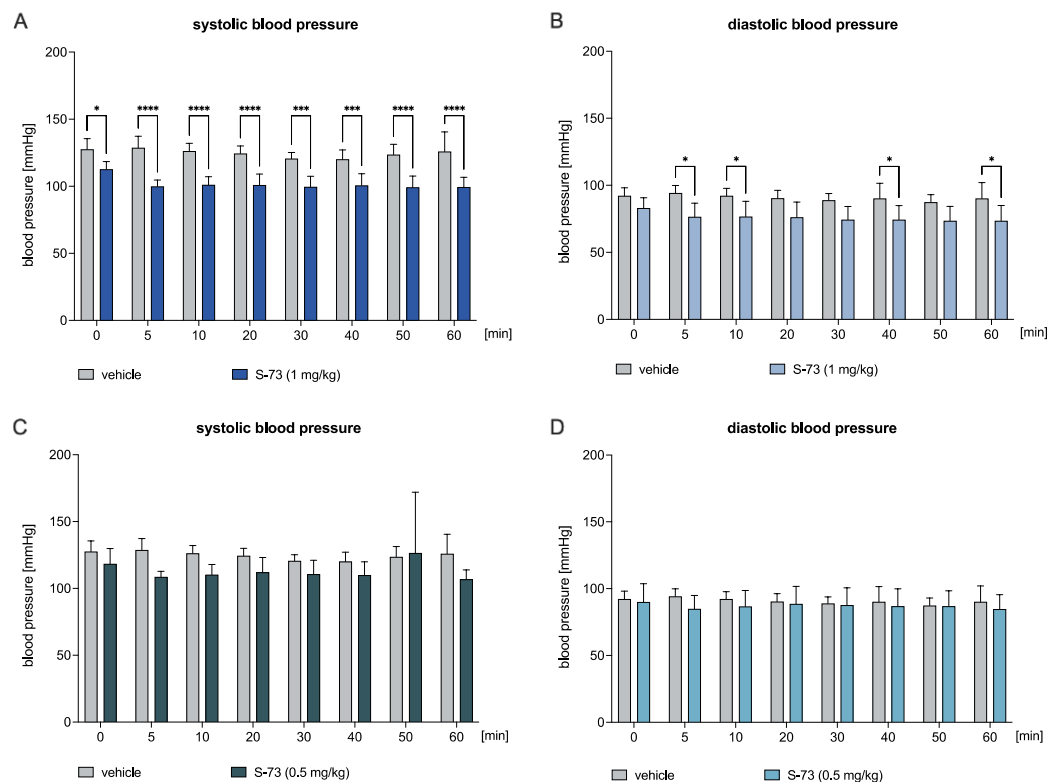 A
systolic blood pressure
blood pressure [mmHg]
200
150
100
50
0
* **** **** **** *** *** **** ****
0 5 10 20 30 40 50 60 [min]
vehicle S-73 (1 mg/kg)
B
diastolic blood pressure
blood pressure [mmHg]
200
150
100
50
0
* * * *
0 5 10 20 30 40 50 60 [min]
vehicle S-73 (1 mg/kg)
C
systolic blood pressure
blood pressure [mmHg]
200
150
100
50
0
0 5 10 20 30 40 50 60 [min]
vehicle S-73 (0.5 mg/kg)
D
diastolic blood pressure
blood pressure [mmHg]
200
150
100
50
0
0 5 10 20 30 40 50 60 [min]
vehicle S-73 (0.5 mg/kg)